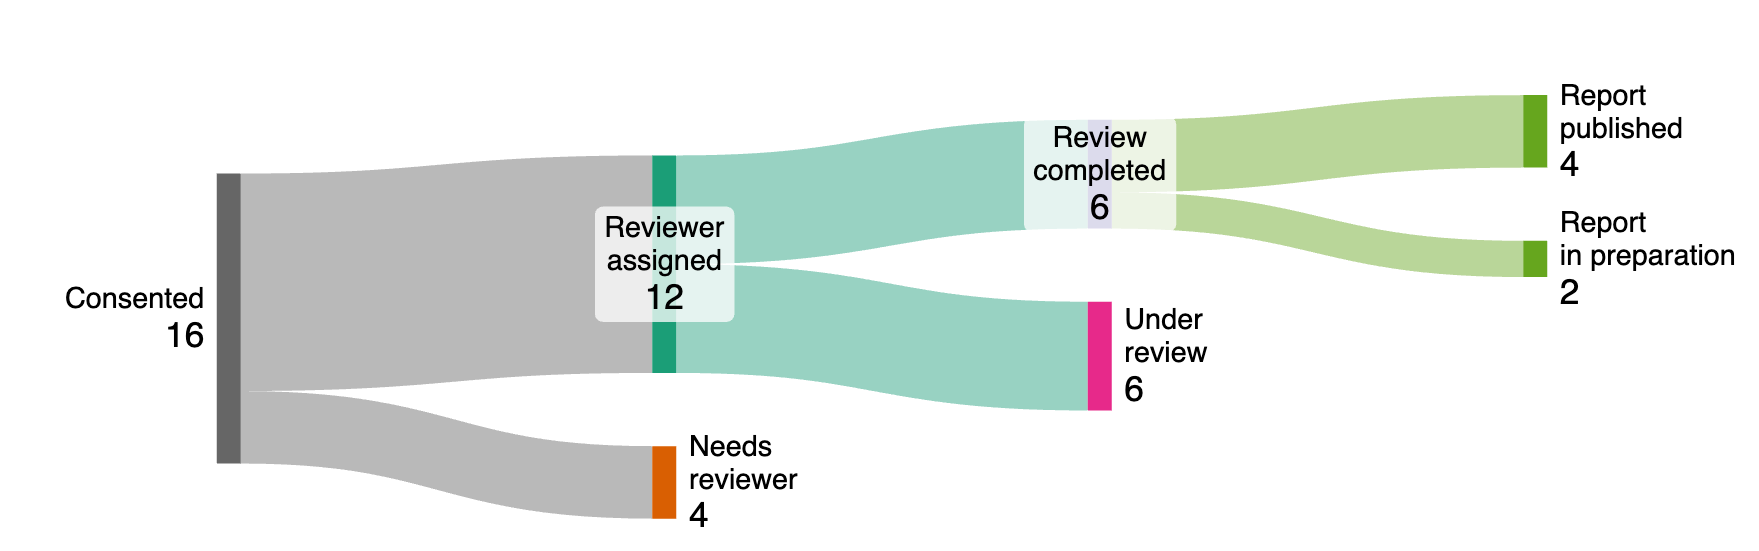 Consented
16
Reviewer
assigned
12
Needs
reviewer
4
Review
completed
6
Under
review
6
Report
published
4
Report
in preparation
2